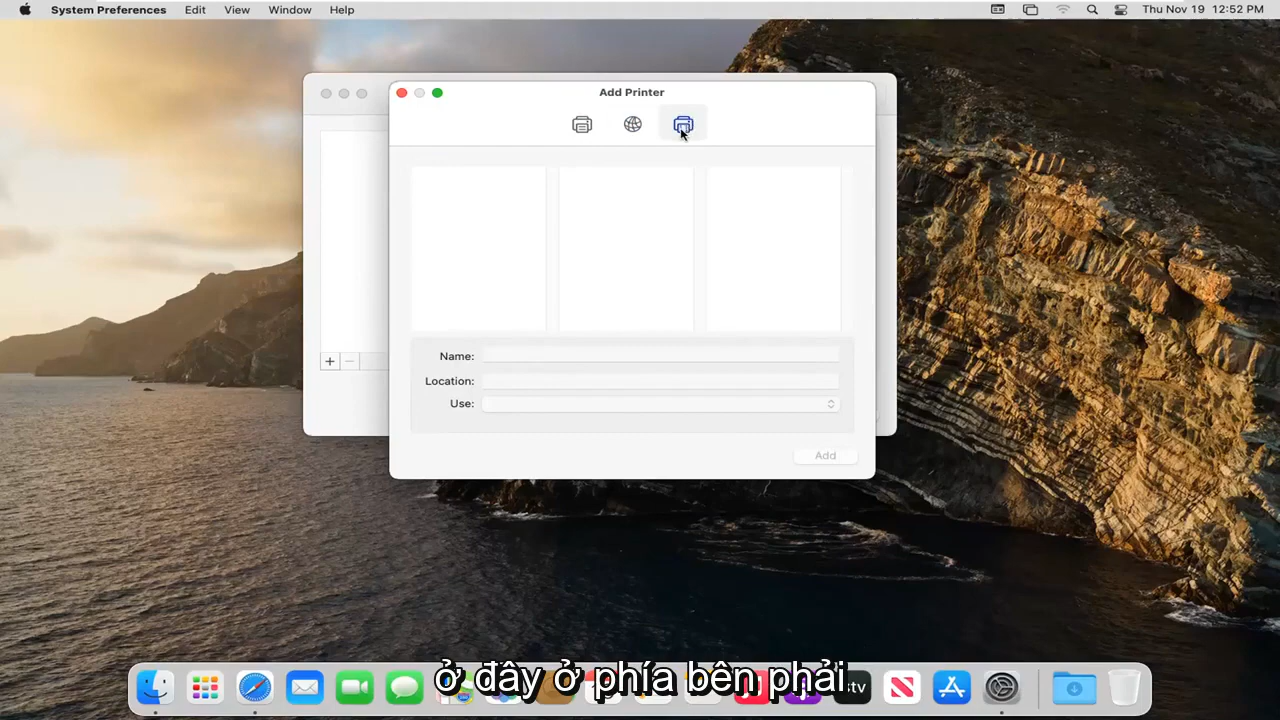 System Preferences Edit View Window Help Thu Nov 19 12:52 PM
Add Printer
Name:
Location:
Use:
Add
ở đây ở phía bên phải
tv